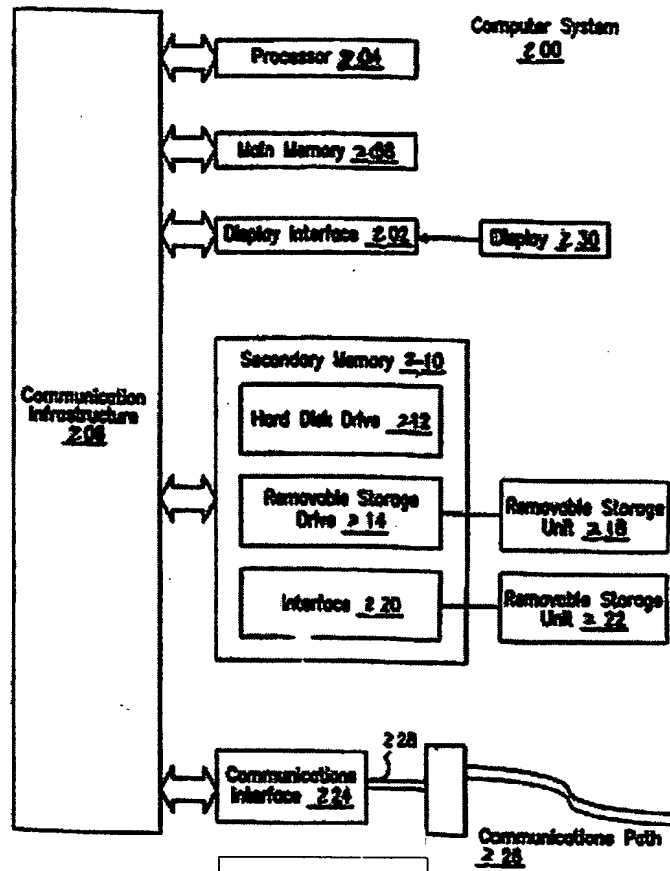 Computer System
200
Processor 204
Main Memory 208
Display Interface 202
Display 230
Communication
Infrastructure
206
Secondary Memory 210
Hard Disk Drive 212
Removable Storage
Drive 214
Removable Storage
Unit 218
Interface 220
Removable Storage
Unit 222
228
Communications
Interface 224
Communications Path